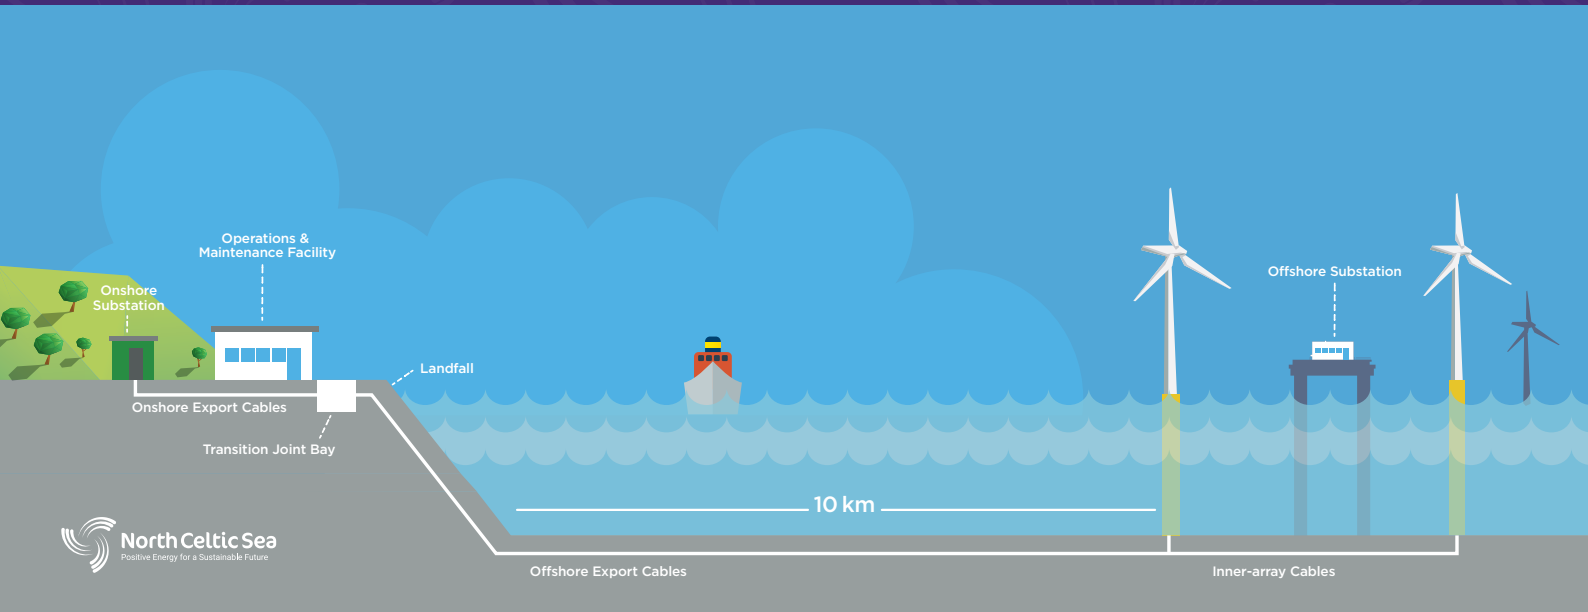 Operations &
Maintenance Facility
Onshore
Substation
Offshore Substation
Landfall
Onshore Export Cables
Transition Joint Bay
10 km
North Celtic Sea
Positive Energy for a Sustainable Future
Offshore Export Cables
Inner-array Cables